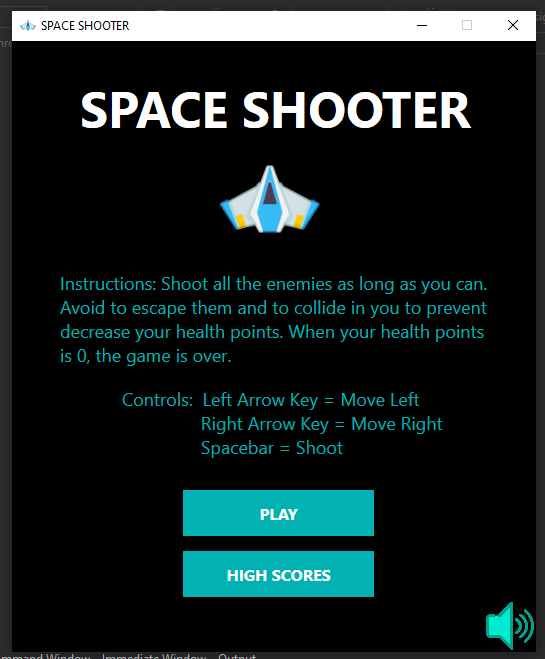 SPACE SHOOTER
SPACE SHOOTER
Instructions: Shoot all the enemies as long as you can.
Avoid to escape them and to collide in you to prevent
decrease your health points. When your health points
is 0, the game is over.
Controls:  Left Arrow Key = Move Left
Right Arrow Key = Move Right
Spacebar = Shoot
PLAY
HIGH SCORES
Window    Immediate Window    Output